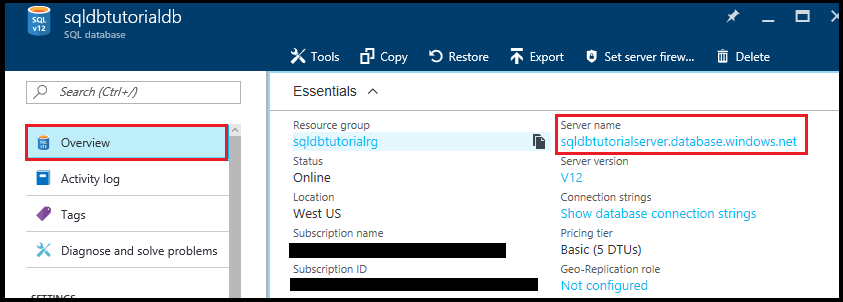 sqldbtutorialdb
SQL database
SQL
v12
Tools
Copy
Restore
Export
Set server firew...
Delete
Search (Ctrl+/)
Overview
Activity log
Tags
Diagnose and solve problems
Essentials
Resource group
sqldbtutorialrg
Status
Online
Location
West US
Subscription name
Subscription ID
Server name
sqldbtutorialserver.database.windows.net
Server version
V12
Connection strings
Show database connection strings
Pricing tier
Basic (5 DTUs)
Geo-Replication role
Not configured